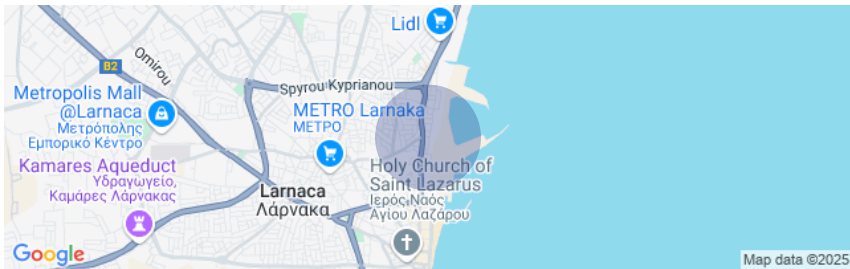 Lidl
Omirou
B2
Spyrou Kyprianou
Metropolis Mall
@Larnaca
Μετρόπολης
Εμπορικό Κέντρο
METRO Larnaka
ΜΕΤΡΟ
Kamares Aqueduct
Υδραγωγείο,
Καμάρες Λάρνακας
Holy Church of
Saint Lazarus
Ιερός Ναός
Αγίου Λαζάρου
Larnaca
Λάρνακα
Google
Map data ©2025